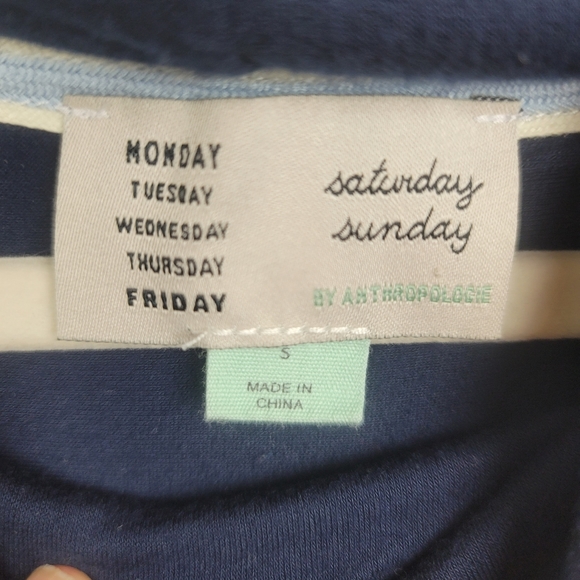 MONDAY
TUESDAY
WEDNESDAY
THURSDAY
FRIDAY
saturday
sunday
BY ANTHROPOLOGIE
S
MADE IN
CHINA